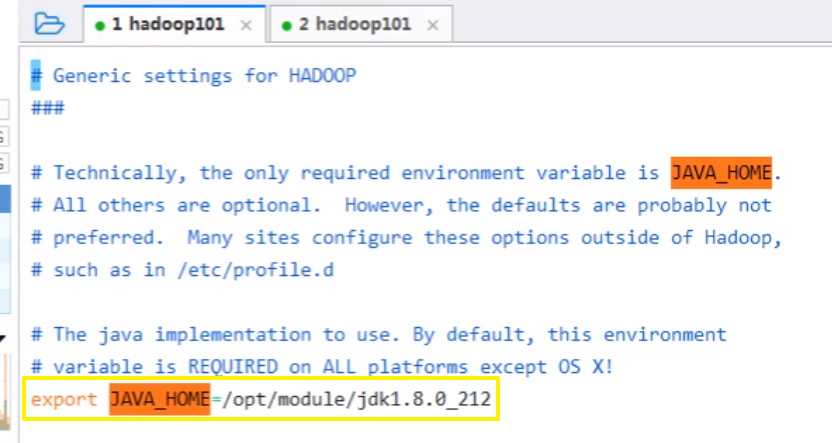 1 hadoop101 × 2 hadoop101 ×
# Generic settings for HADOOP
###
# Technically, the only required environment variable is JAVA_HOME.
# All others are optional.  However, the defaults are probably not
# preferred.  Many sites configure these options outside of Hadoop,
# such as in /etc/profile.d
# The java implementation to use. By default, this environment
# variable is REQUIRED on ALL platforms except OS X!
export JAVA_HOME=/opt/module/jdk1.8.0_212